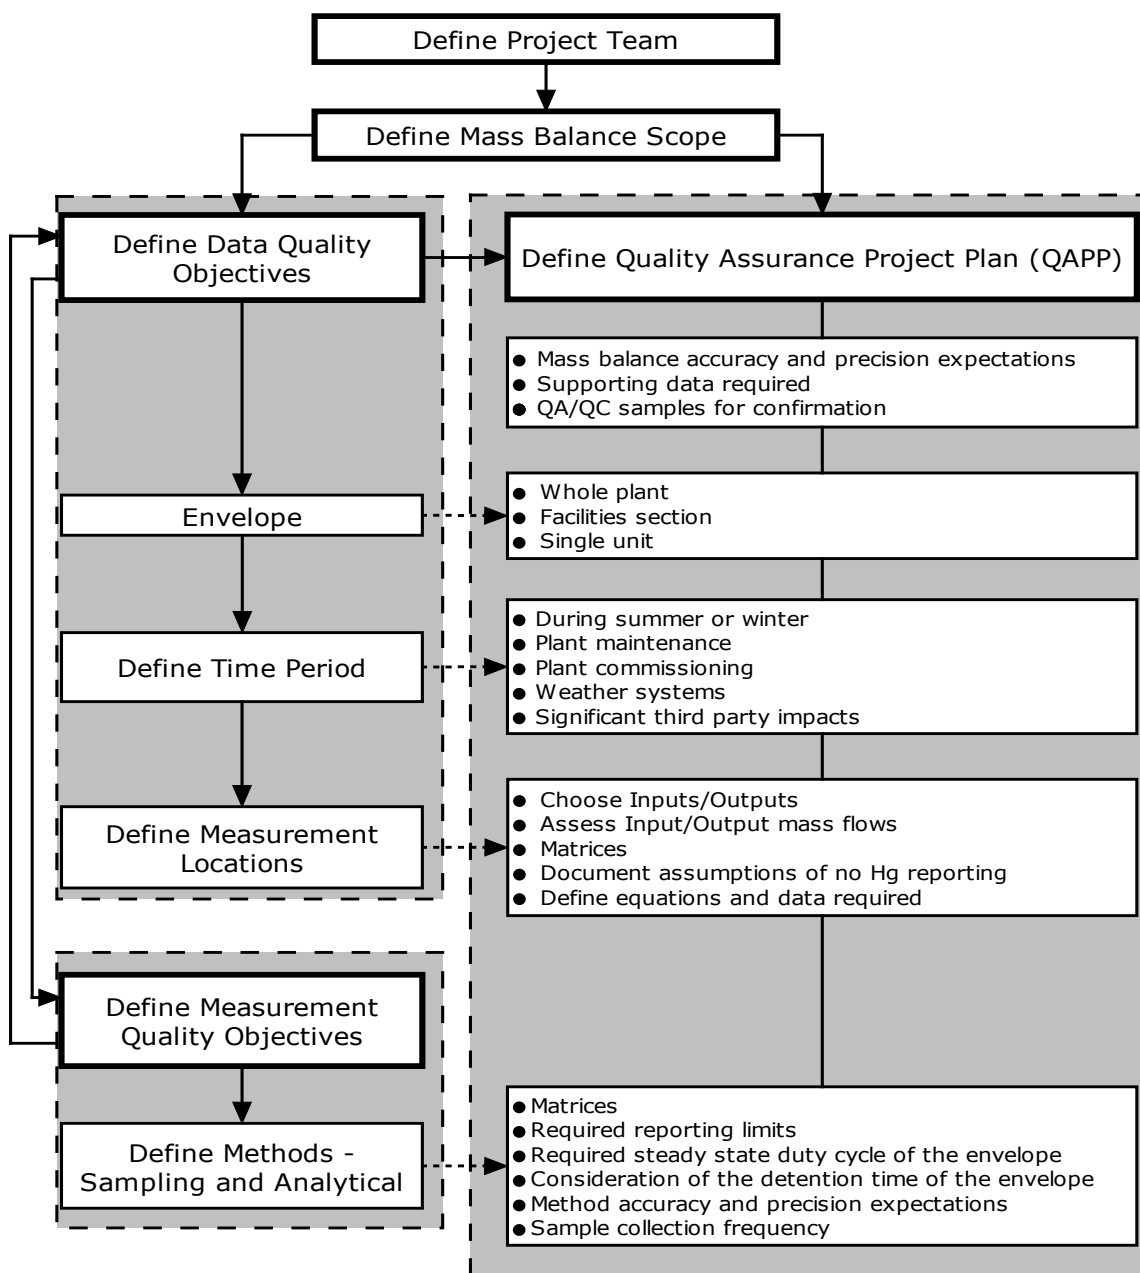 Define Project Team
Define Mass Balance Scope
Define Data Quality
Objectives
Define Quality Assurance Project Plan (QAPP)
● Mass balance accuracy and precision expectations
● Supporting data required
● QA/QC samples for confirmation
Envelope
● Whole plant
● Facilities section
● Single unit
Define Time Period
● During summer or winter
● Plant maintenance
● Plant commissioning
● Weather systems
● Significant third party impacts
Define Measurement
Locations
● Choose Inputs/Outputs
● Assess Input/Output mass flows
● Matrices
● Document assumptions of no Hg reporting
● Define equations and data required
Define Measurement
Quality Objectives
Define Methods -
Sampling and Analytical
● Matrices
● Required reporting limits
● Required steady state duty cycle of the envelope
● Consideration of the detention time of the envelope
● Method accuracy and precision expectations
● Sample collection frequency